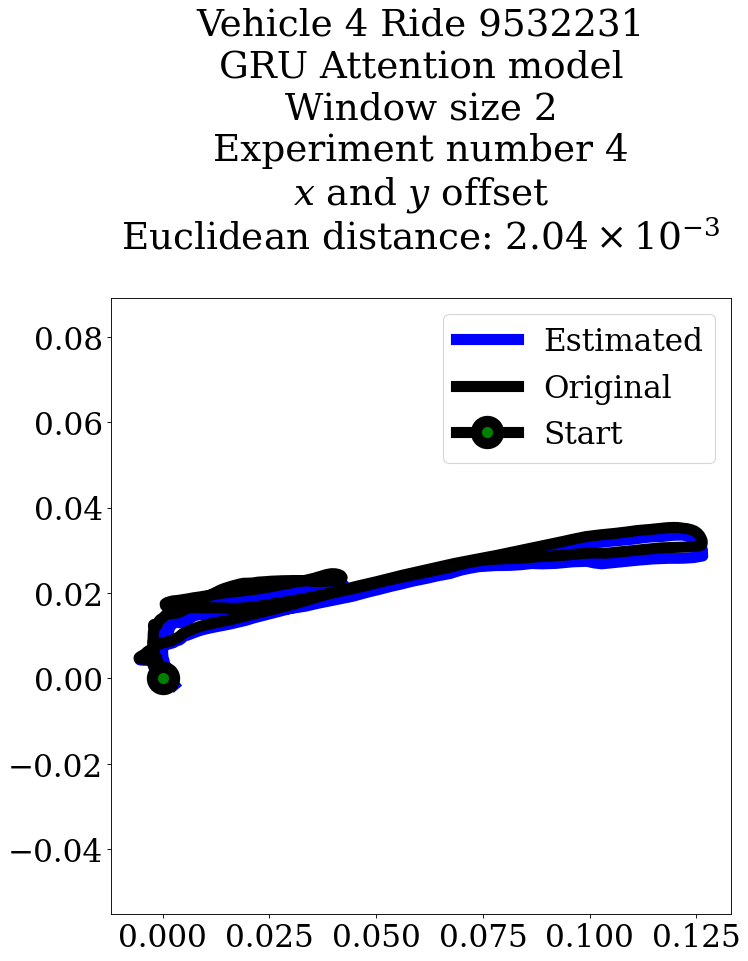 Vehicle 4 Ride 9532231
GRU Attention model
Window size 2
Experiment number 4
x and y offset
Euclidean distance: 2.04 × 10⁻³
Estimated
Original
Start
0.08
0.06
0.04
0.02
0.00
−0.02
−0.04
0.000 0.025 0.050 0.075 0.100 0.125